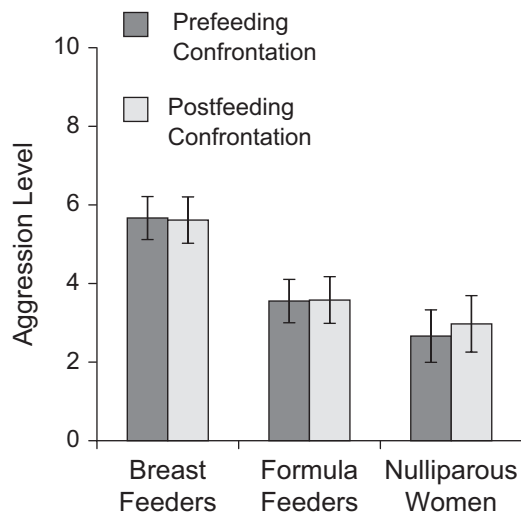 Prefeeding
Confrontation
Postfeeding
Confrontation
Aggression Level
10
8
6
4
2
0
Breast
Feeders
Formula
Feeders
Nulliparous
Women